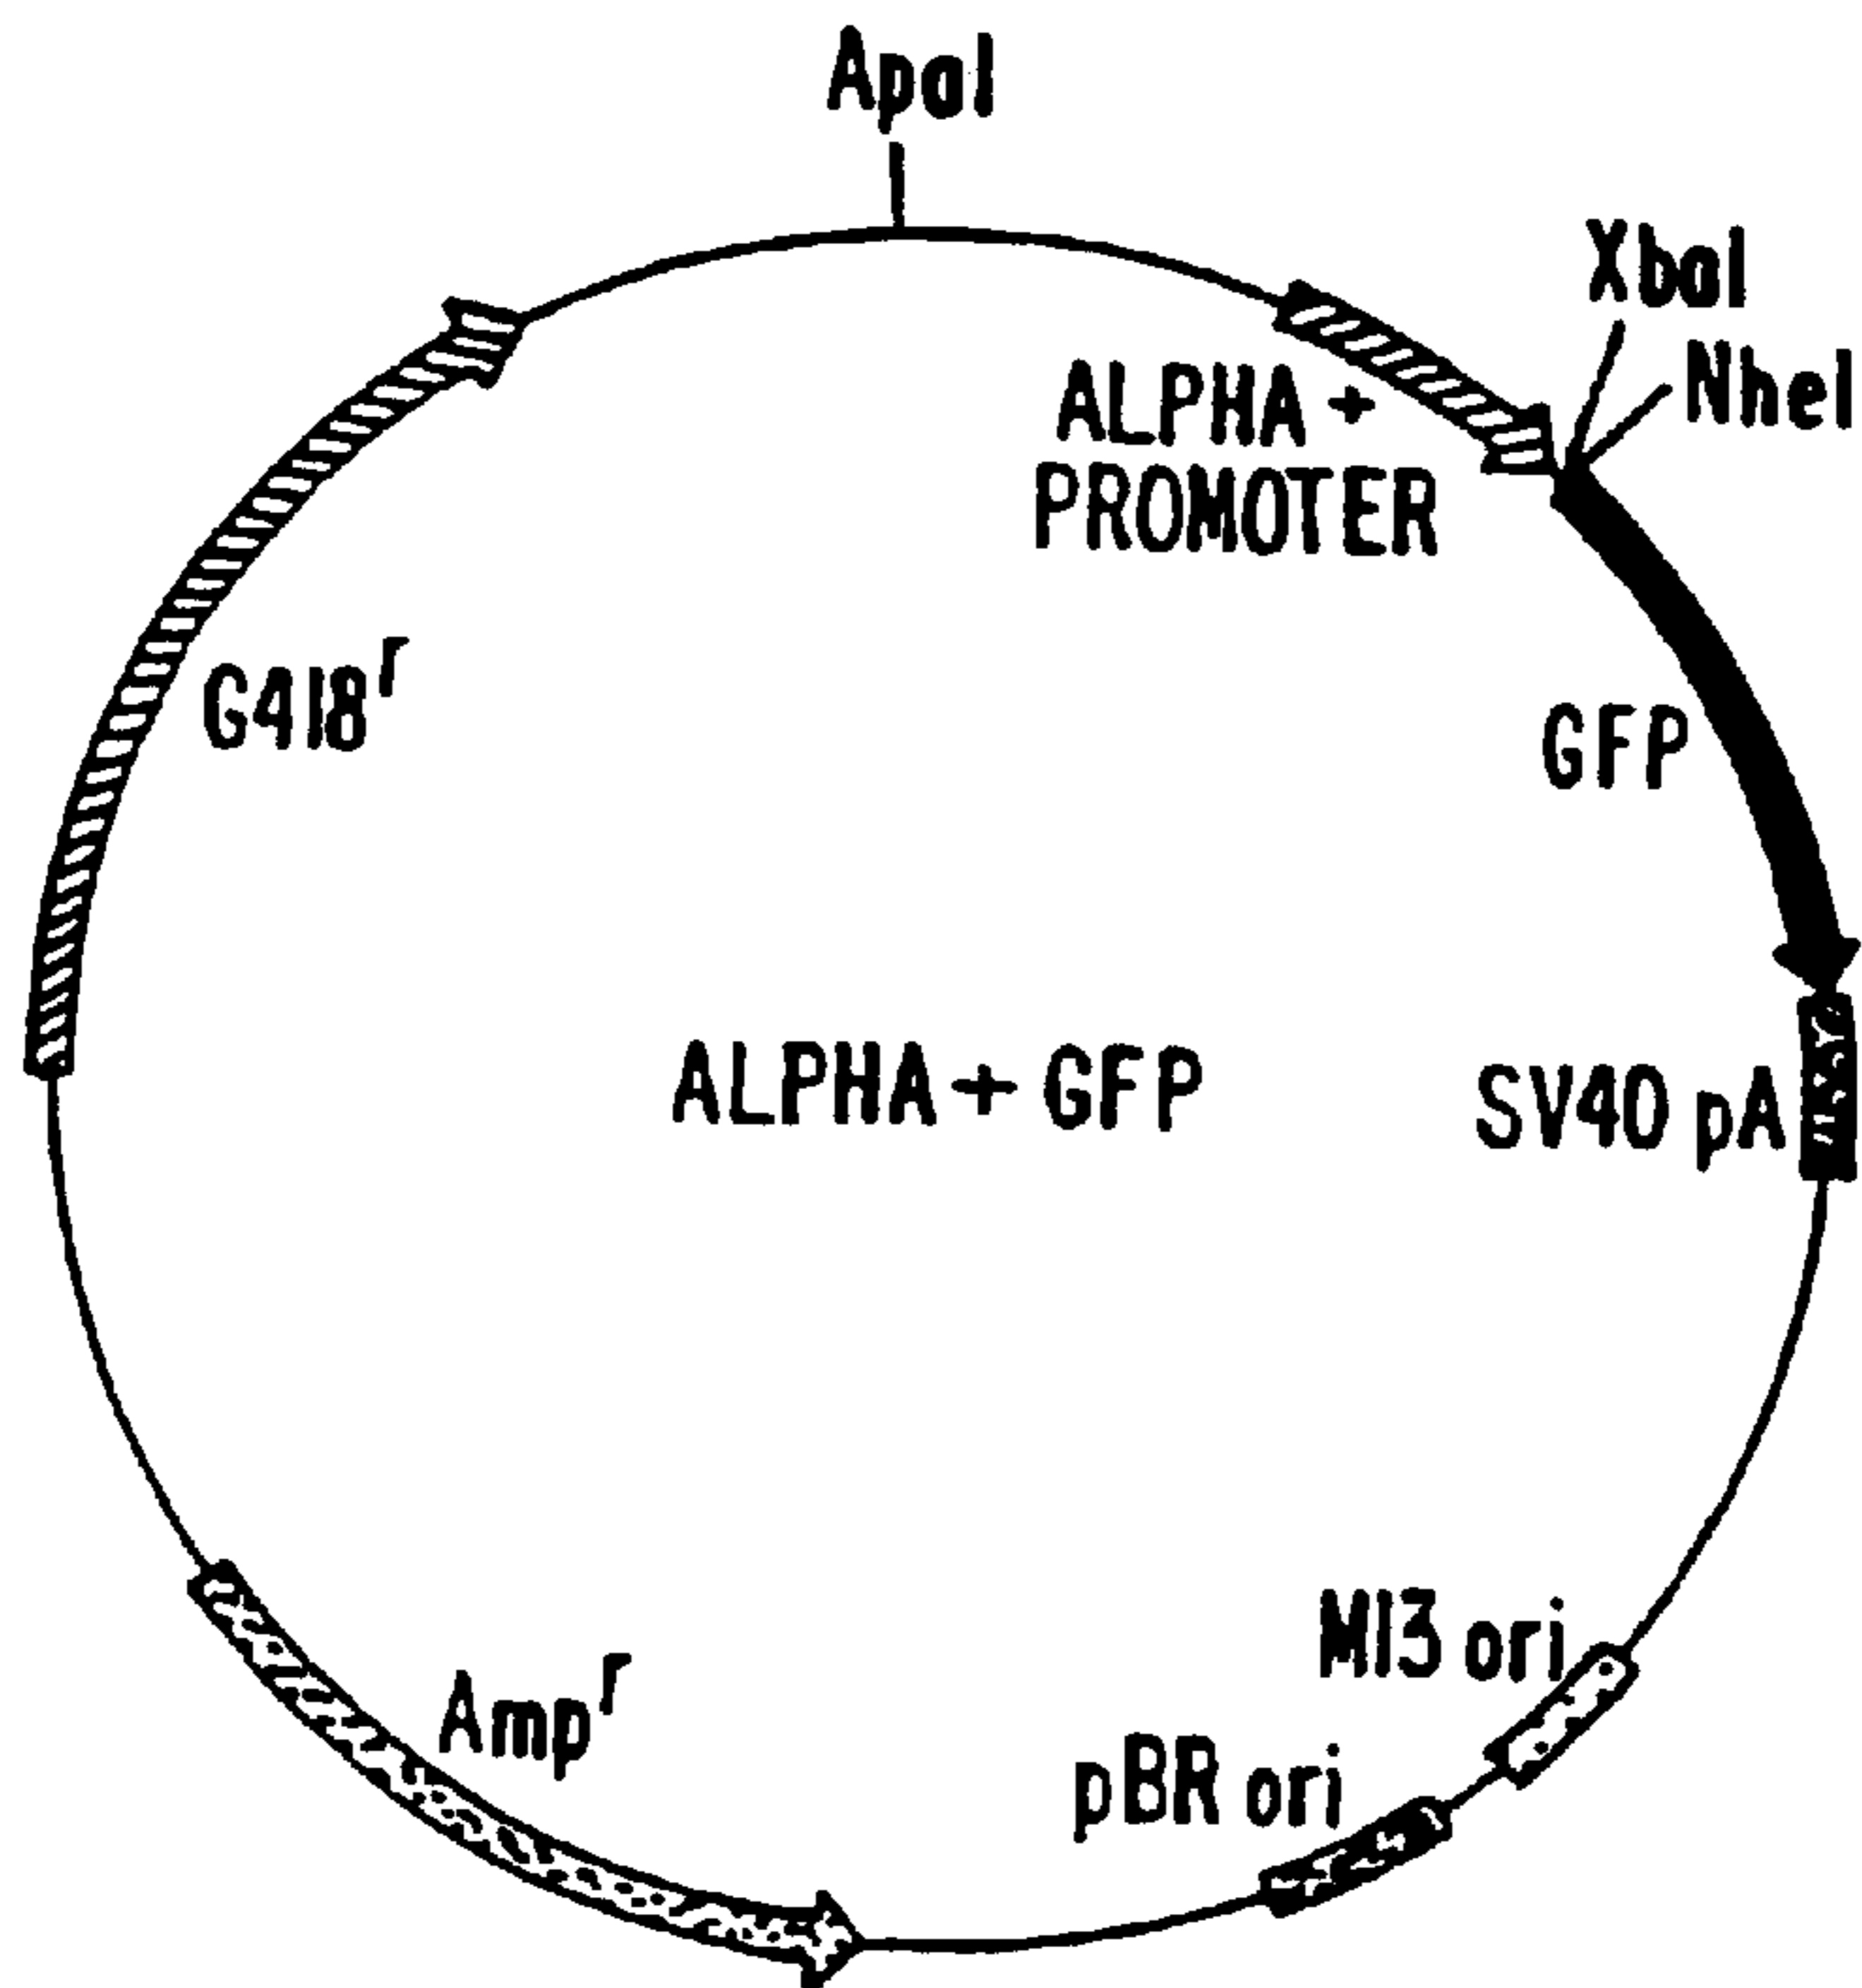 ApaI
XbaI
NheI
ALPHA +
PROMOTER
G418r
GFP
ALPHA + GFP
SV40 pA
M13 ori
Ampr
pBR ori